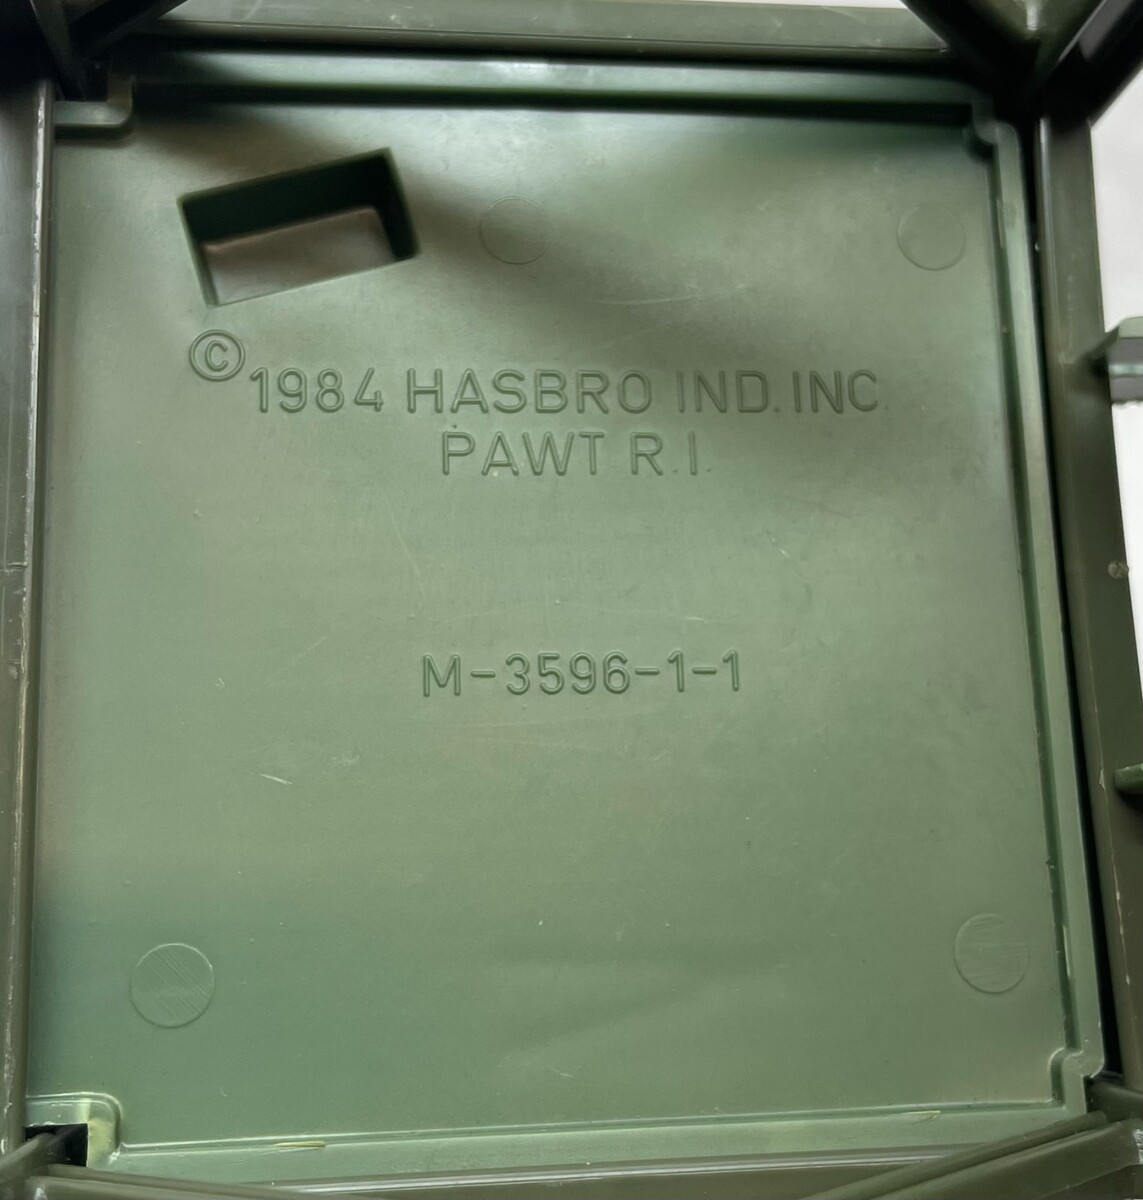 © 1984 HASBRO IND. INC.
PAWT R.I.
M-3596-1-1